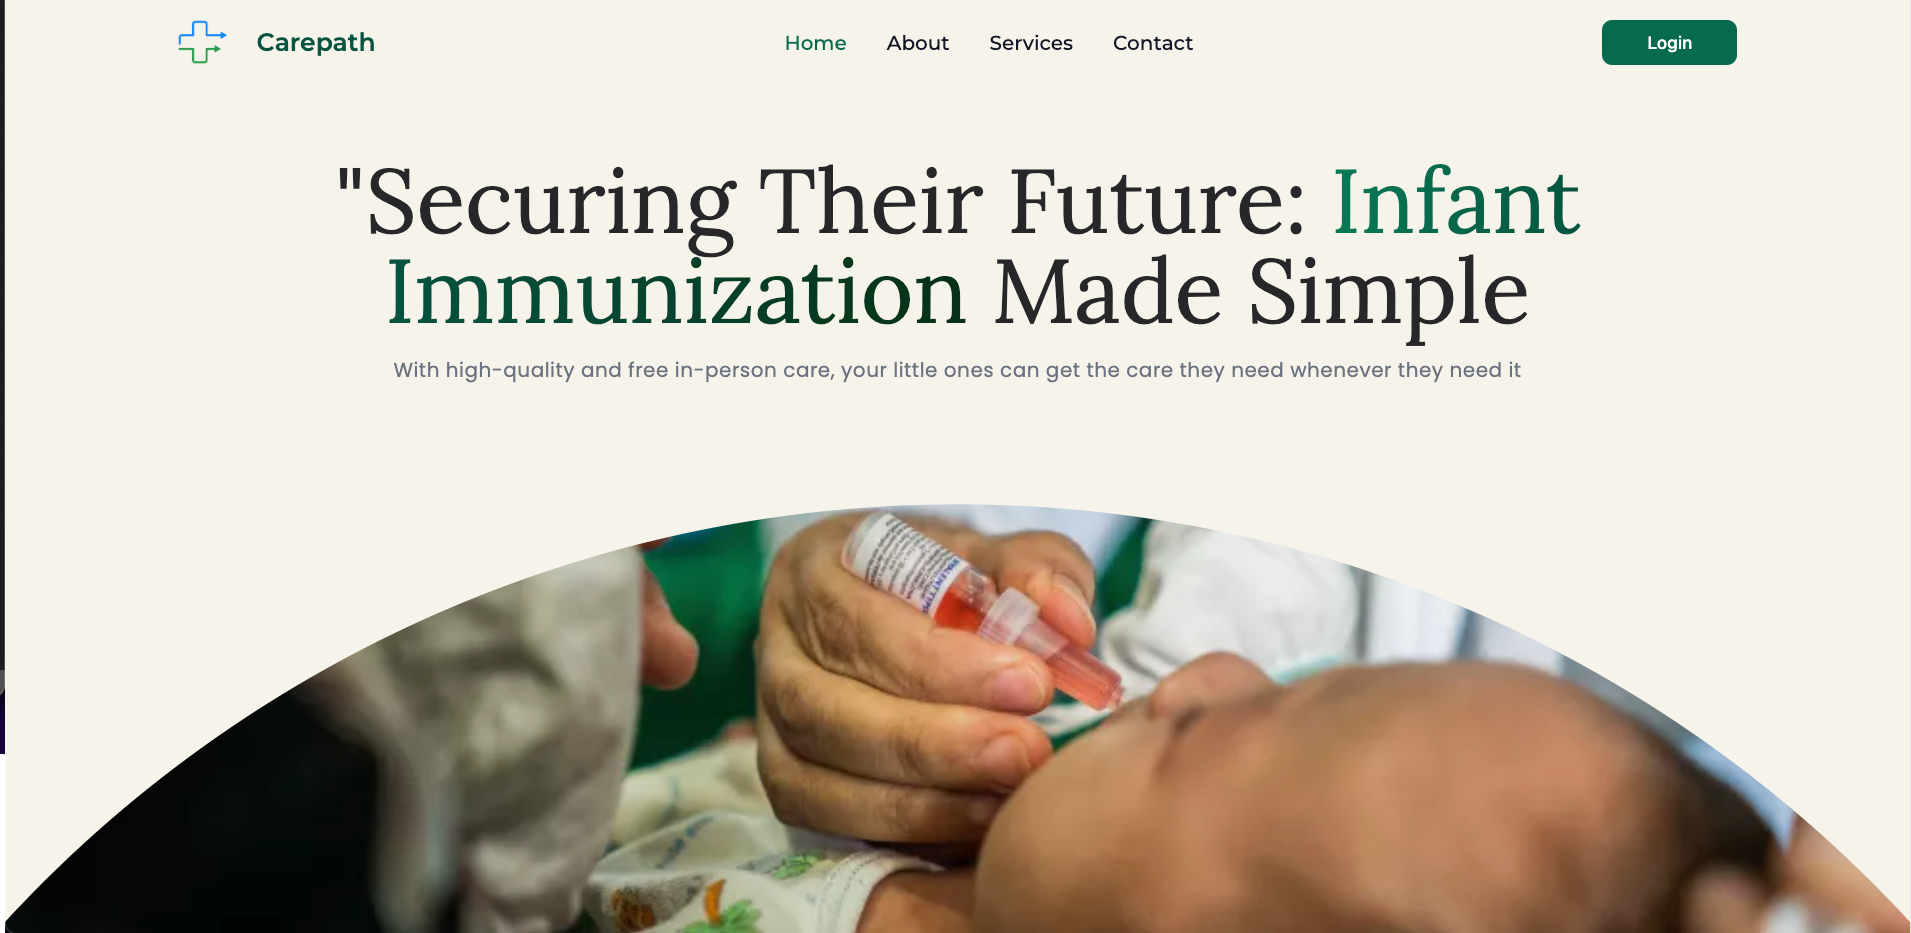 Carepath
Home About Services Contact
Login
"Securing Their Future: Infant
Immunization Made Simple
With high-quality and free in-person care, your little ones can get the care they need whenever they need it